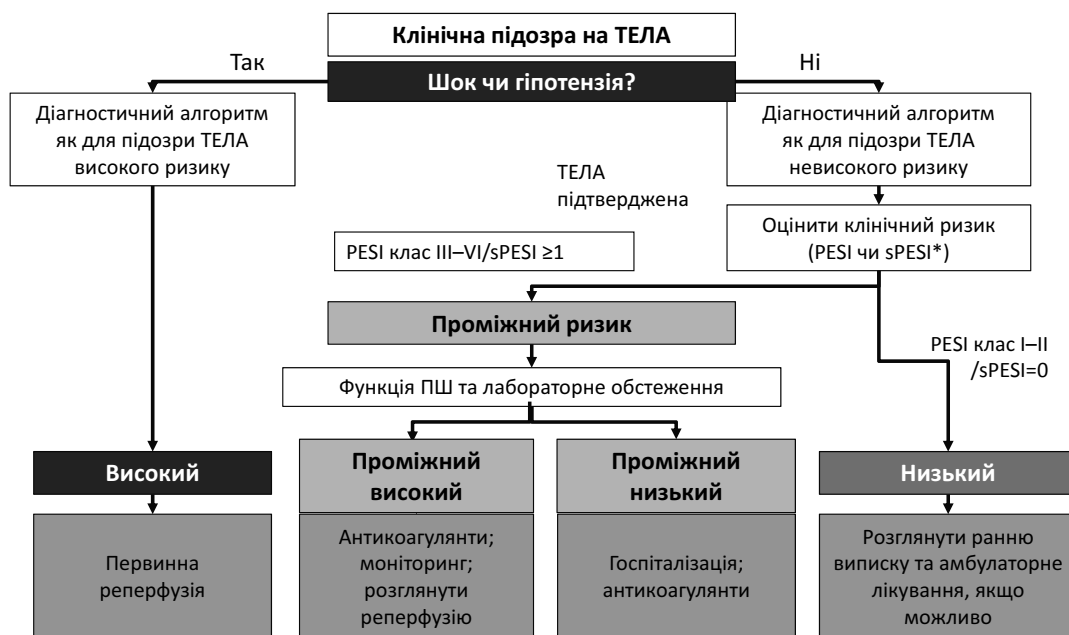 Клінічна підозра на ТЕЛА
Так
Шок чи гіпотензія?
Ні
Діагностичний алгоритм
як для підозри ТЕЛА
високого ризику
Діагностичний алгоритм
як для підозри ТЕЛА
невисокого ризику
ТЕЛА
підтверджена
Оцінити клінічний ризик
(PESI чи sPESI*)
PESI клас III–VI/sPESI ≥1
Проміжний ризик
PESI клас I–II
/sPESI=0
Функція ПШ та лабораторне обстеження
Високий
Проміжний
високий
Проміжний
низький
Низький
Первинна
реперфузія
Антикоагулянти;
моніторинг;
розглянути
реперфузію
Госпіталізація;
антикоагулянти
Розглянути ранню
виписку та амбулаторне
лікування, якщо
можливо